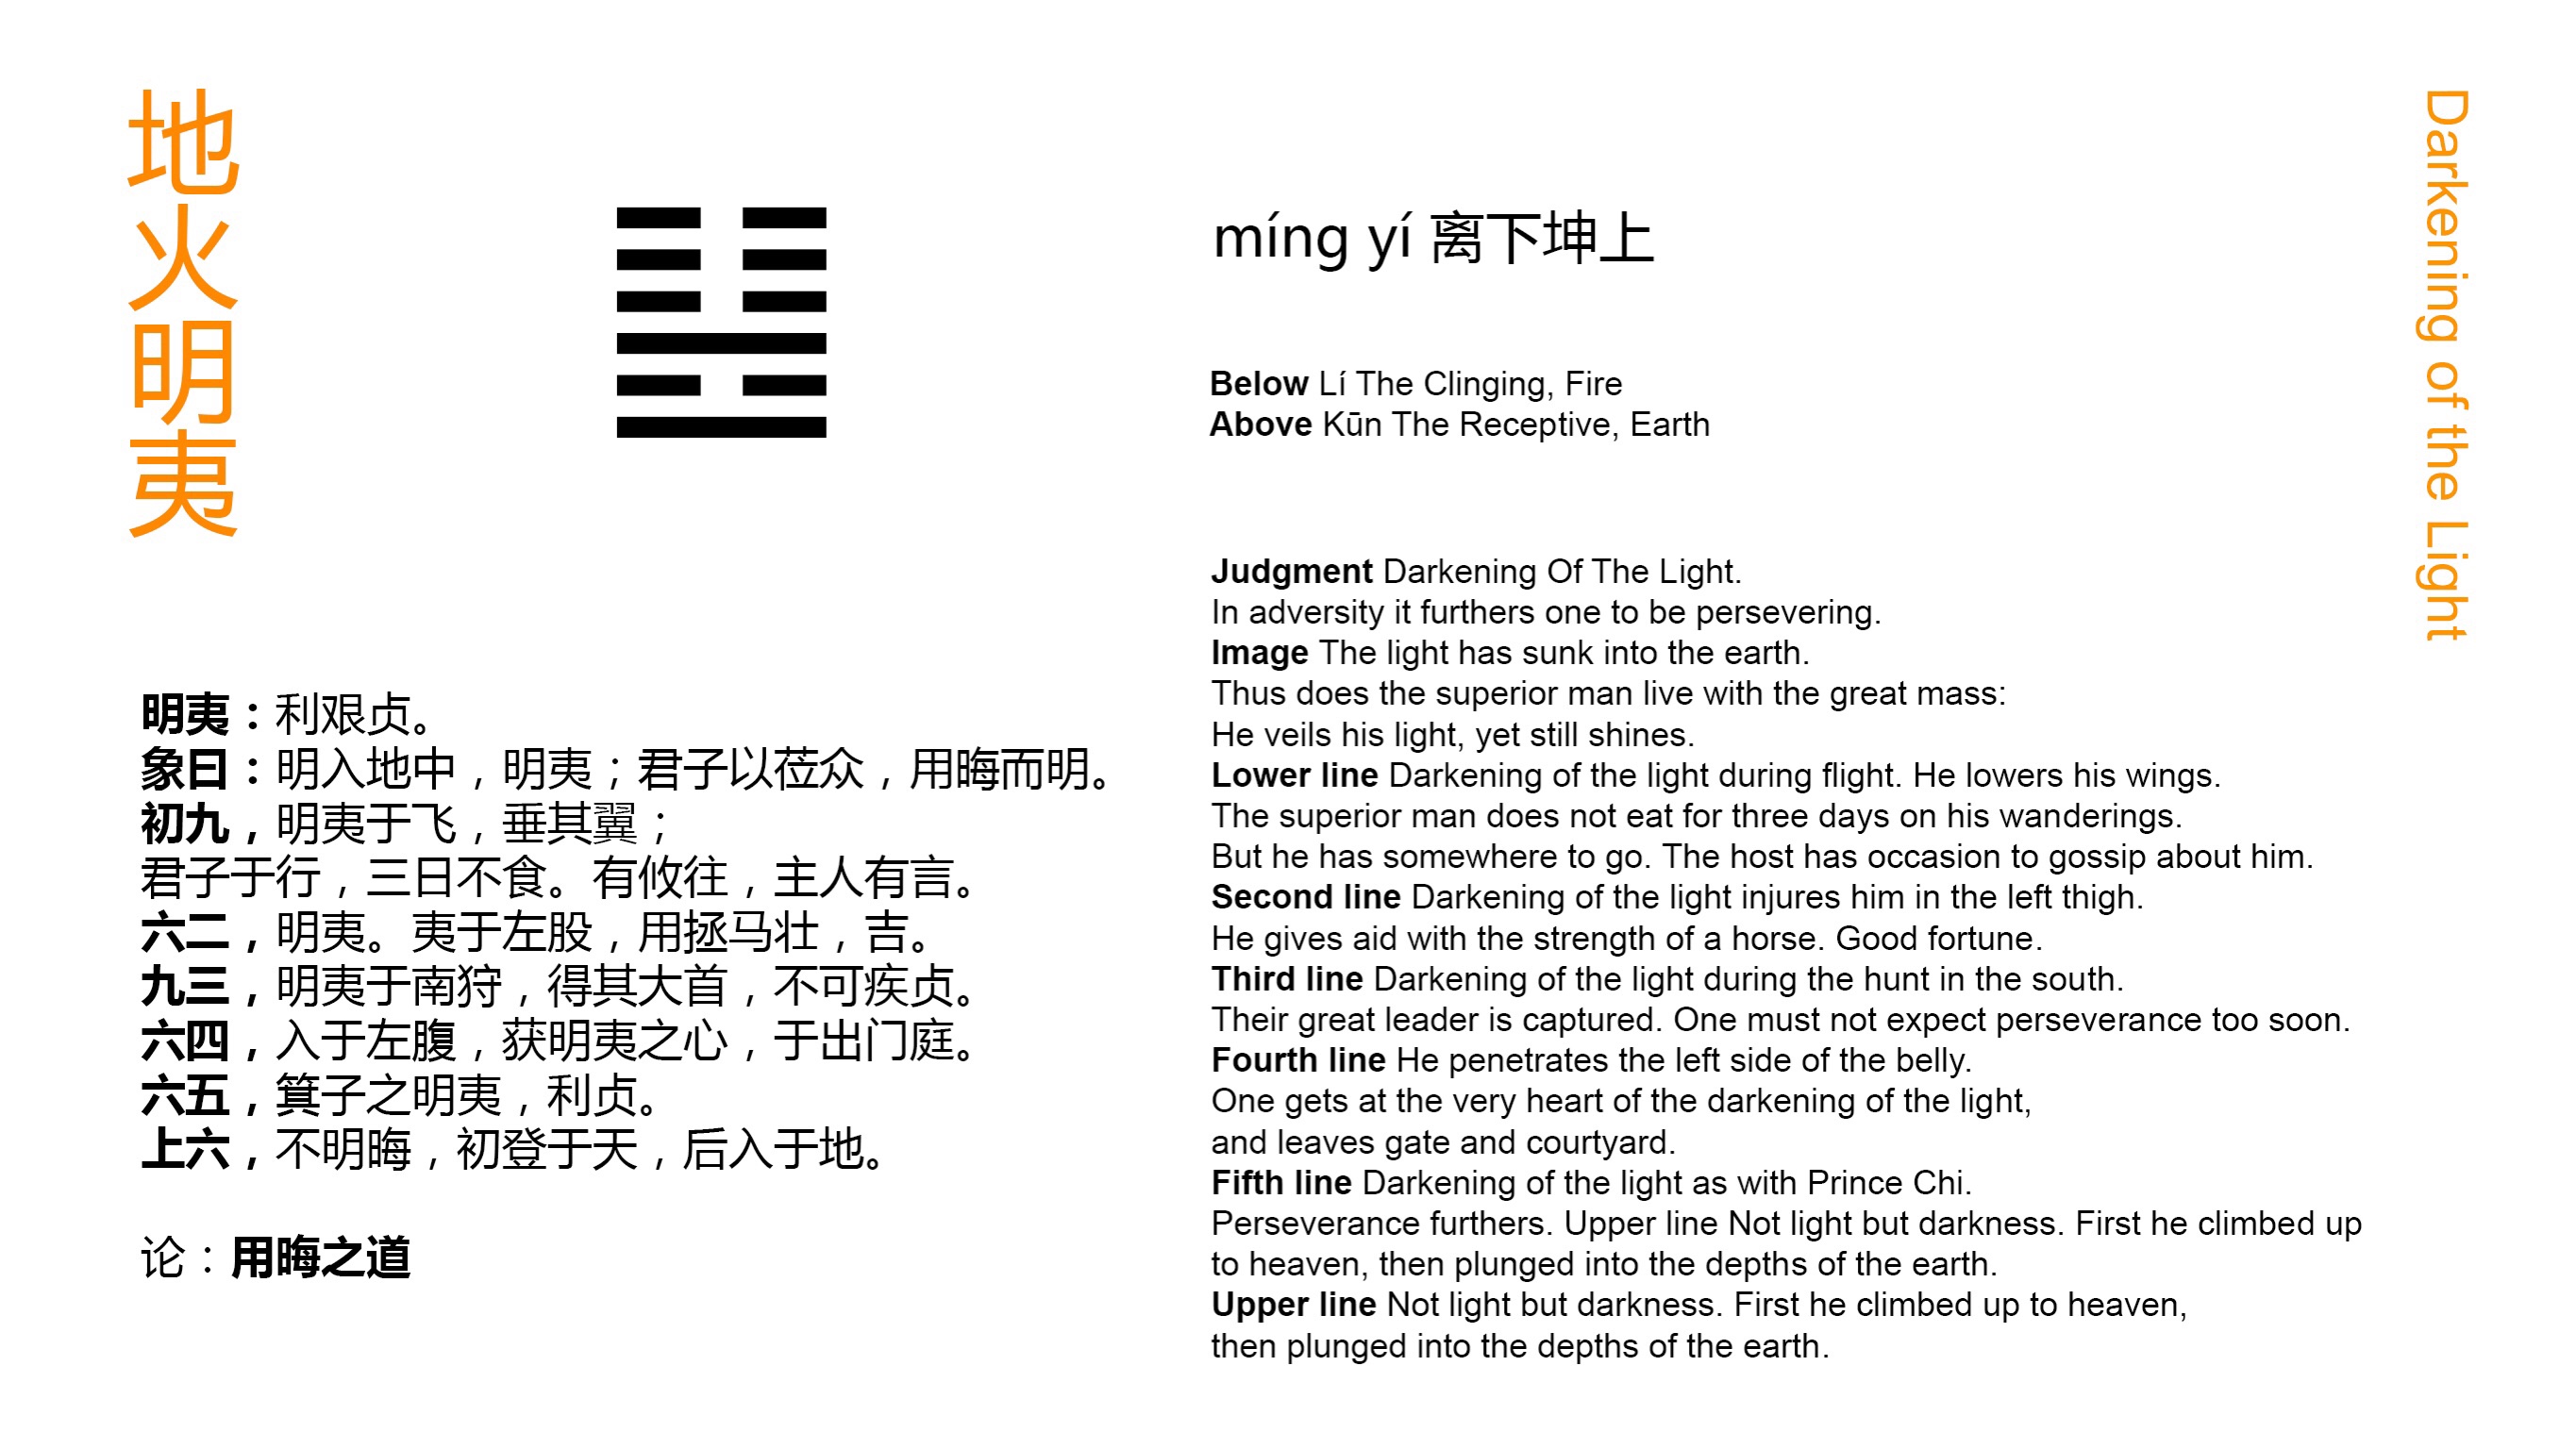 地火明夷
明夷：利艰贞。
象曰：明入地中，明夷；君子以莅众，用晦而明。
初九，明夷于飞，垂其翼；
君子于行，三日不食。有攸往，主人有言。
六二，明夷。夷于左股，用拯马壮，吉。
九三，明夷于南狩，得其大首，不可疾贞。
六四，入于左腹，获明夷之心，于出门庭。
六五，箕子之明夷，利贞。
上六，不明晦，初登于天，后入于地。
论：用晦之道
míng yí 离下坤上
Below Lí The Clinging, Fire
Above Kūn The Receptive, Earth
Judgment Darkening Of The Light.
In adversity it furthers one to be persevering.
Image The light has sunk into the earth.
Thus does the superior man live with the great mass:
He veils his light, yet still shines.
Lower line Darkening of the light during flight. He lowers his wings.
The superior man does not eat for three days on his wanderings.
But he has somewhere to go. The host has occasion to gossip about him.
Second line Darkening of the light injures him in the left thigh.
He gives aid with the strength of a horse. Good fortune.
Third line Darkening of the light during the hunt in the south.
Their great leader is captured. One must not expect perseverance too soon.
Fourth line He penetrates the left side of the belly.
One gets at the very heart of the darkening of the light,
and leaves gate and courtyard.
Fifth line Darkening of the light as with Prince Chi.
Perseverance furthers. Upper line Not light but darkness. First he climbed up
to heaven, then plunged into the depths of the earth.
Upper line Not light but darkness. First he climbed up to heaven,
then plunged into the depths of the earth.
Darkening of the Light